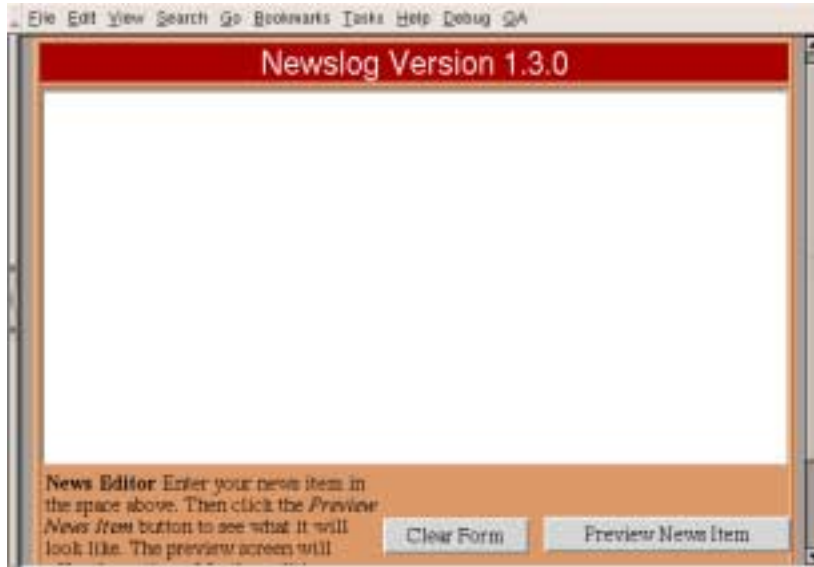 File Edit View Search Go Bookmarks Tasks Help Debug QA
Newslog Version 1.3.0
News Editor Enter your news item in
the space above. Then click the Preview
News Item button to see what it will
look like. The preview screen will
Clear Form
Preview News Item